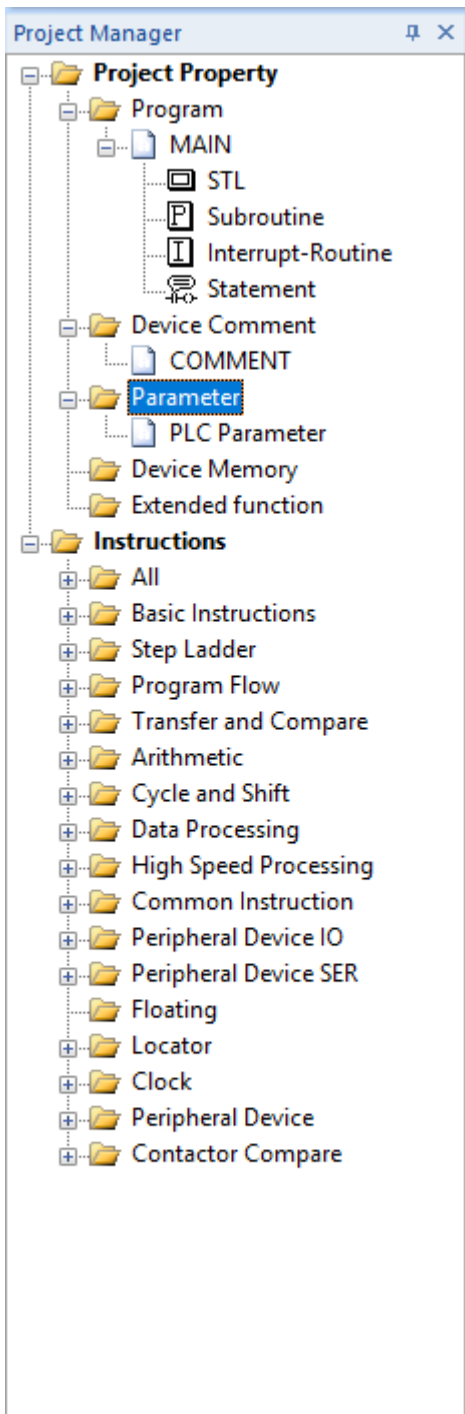 Project Manager
Project Property
Program
MAIN
STL
P Subroutine
I Interrupt-Routine
Statement
Device Comment
COMMENT
Parameter
PLC Parameter
Device Memory
Extended function
Instructions
All
Basic Instructions
Step Ladder
Program Flow
Transfer and Compare
Arithmetic
Cycle and Shift
Data Processing
High Speed Processing
Common Instruction
Peripheral Device IO
Peripheral Device SER
Floating
Locator
Clock
Peripheral Device
Contactor Compare